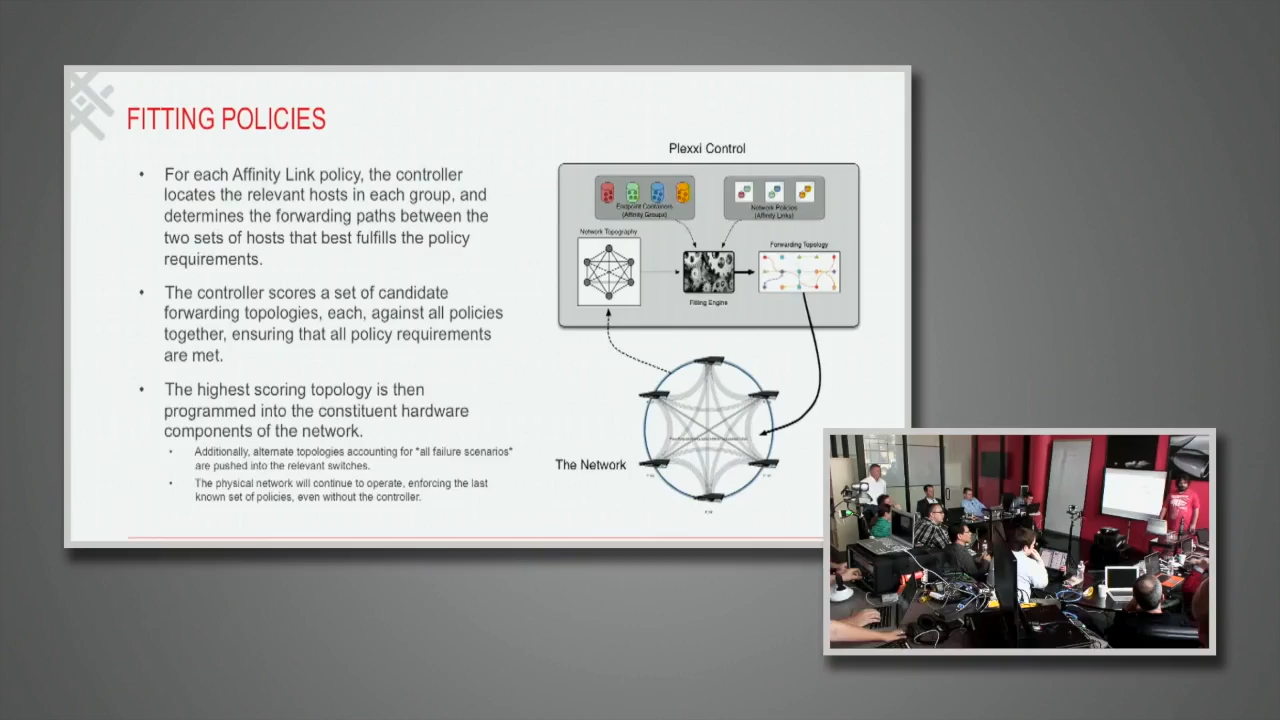 FITTING POLICIES
• For each Affinity Link policy, the controller
locates the relevant hosts in each group, and
determines the forwarding paths between the
two sets of hosts that best fulfills the policy
requirements.
• The controller scores a set of candidate
forwarding topologies, each, against all policies
together, ensuring that all policy requirements
are met.
• The highest scoring topology is then
programmed into the constituent hardware
components of the network.
• Additionally, alternate topologies accounting for *all failure scenarios*
are pushed into the relevant switches.
• The physical network will continue to operate, enforcing the last
known set of policies, even without the controller.
Plexxi Control
Endpoint Containers
(Affinity Groups)
Network Policies
(Affinity Links)
Network Topography
Forwarding Topology
Fitting Engine
The Network